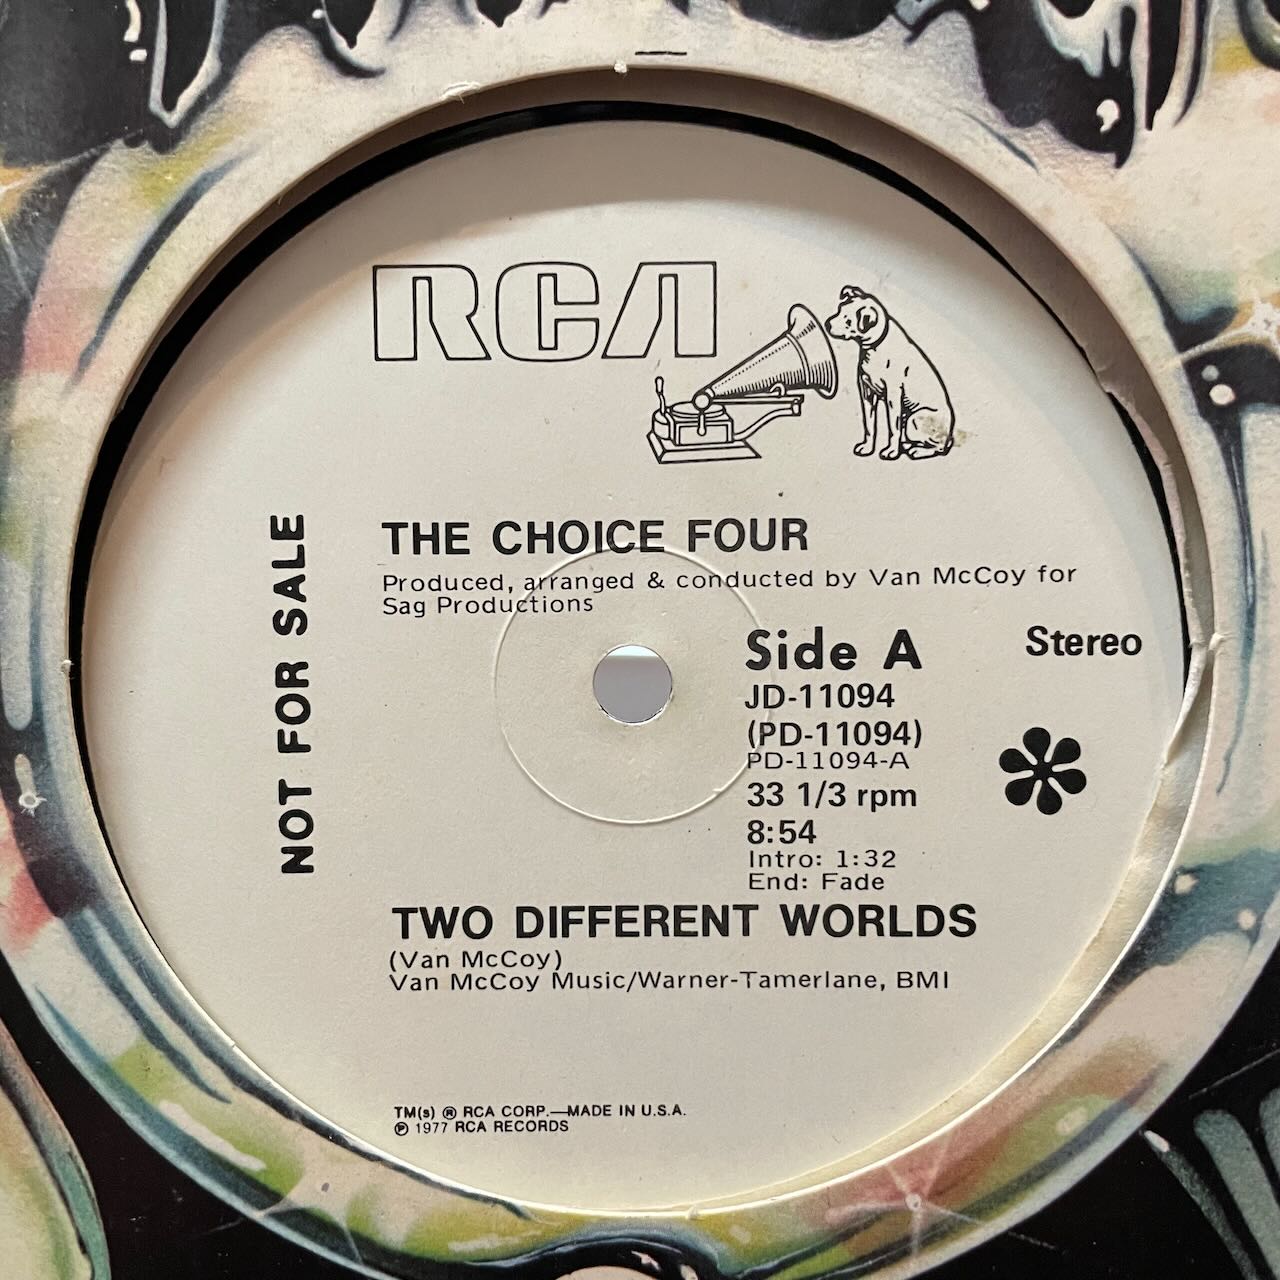 RCA
NOT FOR SALE
THE CHOICE FOUR
Produced, arranged & conducted by Van McCoy for
Sag Productions
Side A
Stereo
JD-11094
(PD-11094)
PD-11094-A
33 1/3 rpm
8:54
Intro: 1:32
End: Fade
TWO DIFFERENT WORLDS
(Van McCoy)
Van McCoy Music/Warner-Tamerlane, BMI
TM(s) ® RCA CORP.—MADE IN U.S.A.
℗ 1977 RCA RECORDS